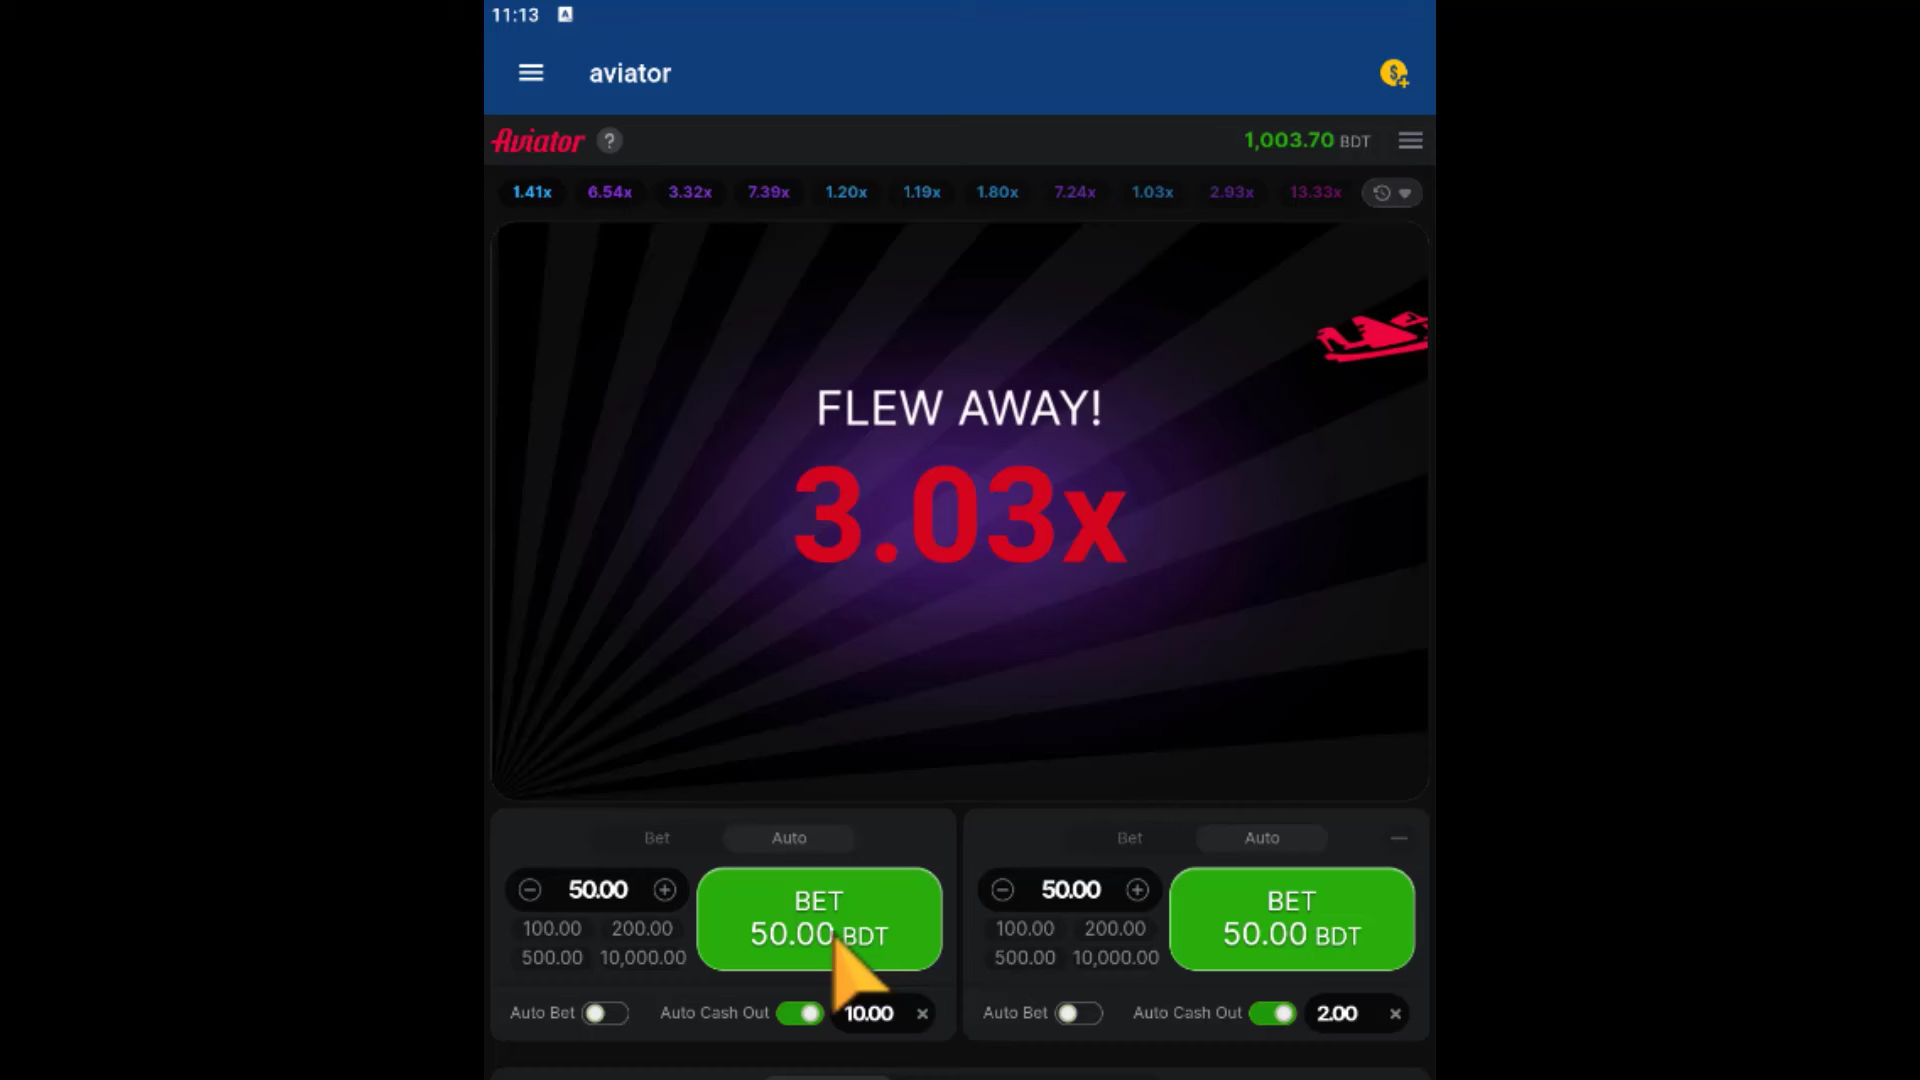 11:13 A
aviator
Aviator ? 1,003.70 BDT
1.41x 6.54x 3.32x 7.39x 1.20x 1.19x 1.80x 7.24x 1.03x 2.93x 13.33x
FLEW AWAY!
3.03x
Bet Auto
50.00
100.00 200.00
500.00 10,000.00
BET
50.00 BDT
Auto Bet Auto Cash Out 10.00
Bet Auto
50.00
100.00 200.00
500.00 10,000.00
BET
50.00 BDT
Auto Bet Auto Cash Out 2.00